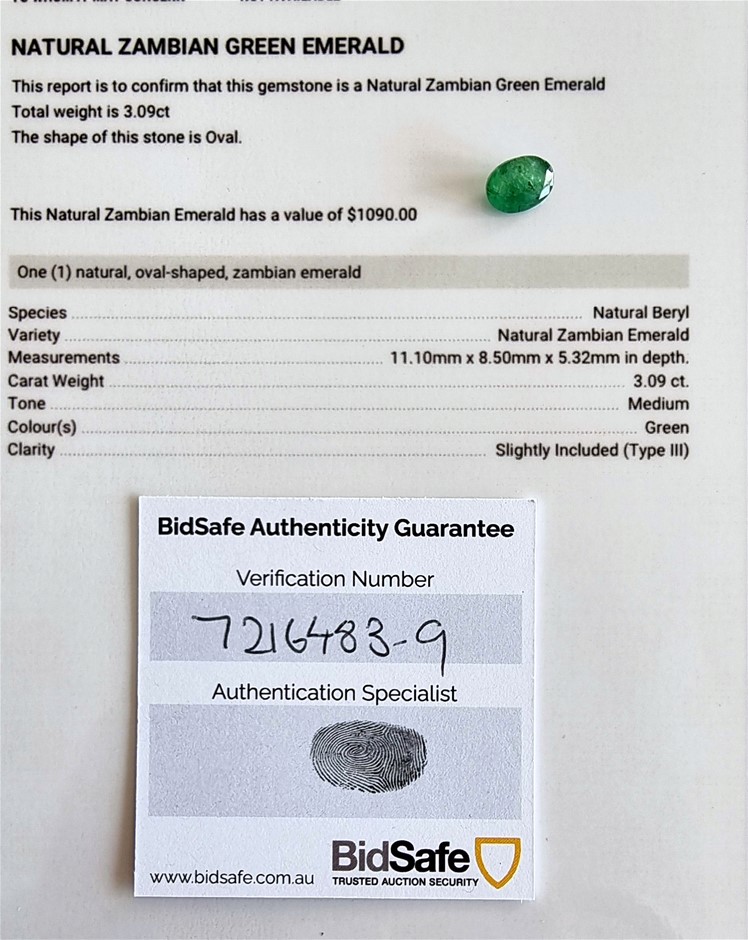 NATURAL ZAMBIAN GREEN EMERALD
This report is to confirm that this gemstone is a Natural Zambian Green Emerald
Total weight is 3.09ct
The shape of this stone is Oval.
This Natural Zambian Emerald has a value of $1090.00
One (1) natural, oval-shaped, zambian emerald
Species Natural Beryl
Variety Natural Zambian Emerald
Measurements 11.10mm x 8.50mm x 5.32mm in depth.
Carat Weight 3.09 ct.
Tone Medium
Colour(s) Green
Clarity Slightly Included (Type III)
BidSafe Authenticity Guarantee
Verification Number
7216483-9
Authentication Specialist
www.bidsafe.com.au
BidSafe
TRUSTED AUCTION SECURITY